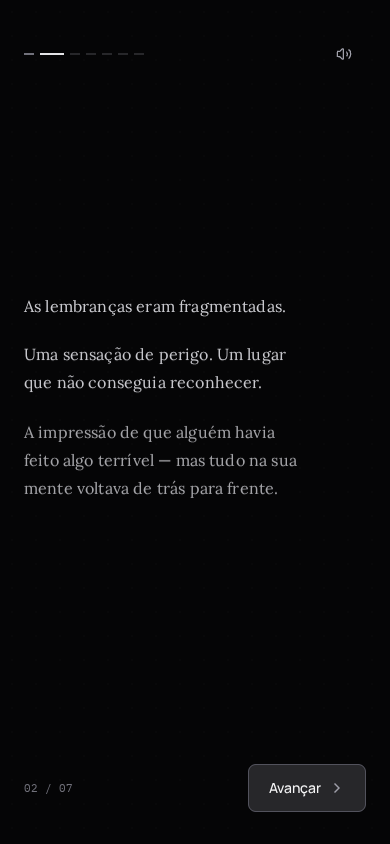 As lembranças eram fragmentadas.
Uma sensação de perigo. Um lugar
que não conseguia reconhecer.
A impressão de que alguém havia
feito algo terrível — mas tudo na sua
mente voltava de trás para frente.
02 / 07
Avançar